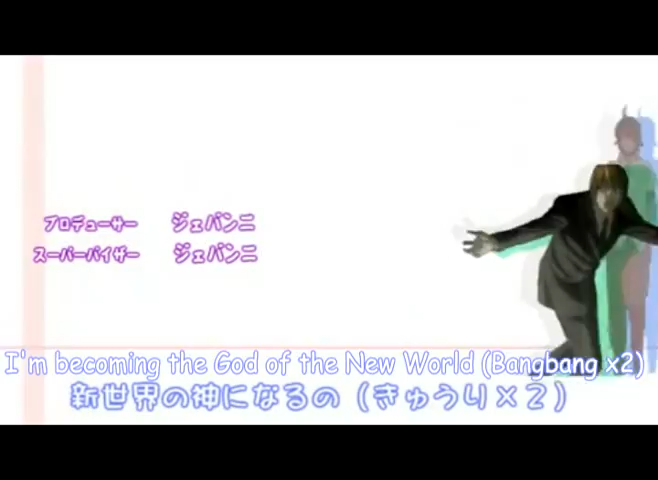 プロデューサー ジェバンニ
スーパーバイザー ジェバンニ
I'm becoming the God of the New World (Bangbang x2)
新世界の神になるの（きゅうり×２）